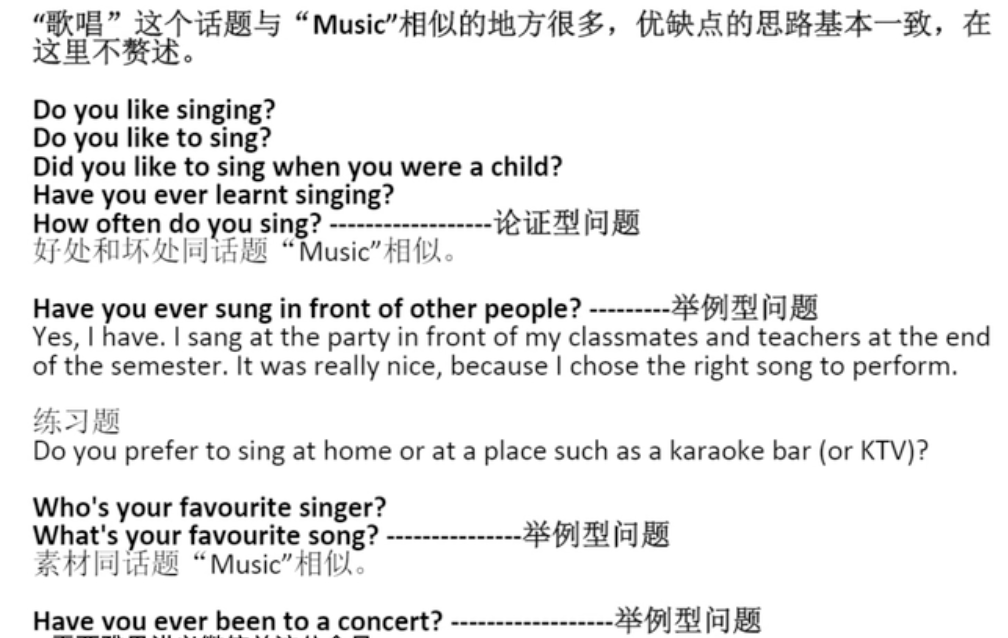 “歌唱”这个话题与“Music”相似的地方很多，优缺点的思路基本一致，在
这里不赘述。
Do you like singing?
Do you like to sing?
Did you like to sing when you were a child?
Have you ever learnt singing?
How often do you sing? ------------------论证型问题
好处和坏处同话题“Music”相似。
Have you ever sung in front of other people? ---------举例型问题
Yes, I have. I sang at the party in front of my classmates and teachers at the end
of the semester. It was really nice, because I chose the right song to perform.
练习题
Do you prefer to sing at home or at a place such as a karaoke bar (or KTV)?
Who's your favourite singer?
What's your favourite song? ---------------举例型问题
素材同话题“Music”相似。
Have you ever been to a concert? ------------------举例型问题